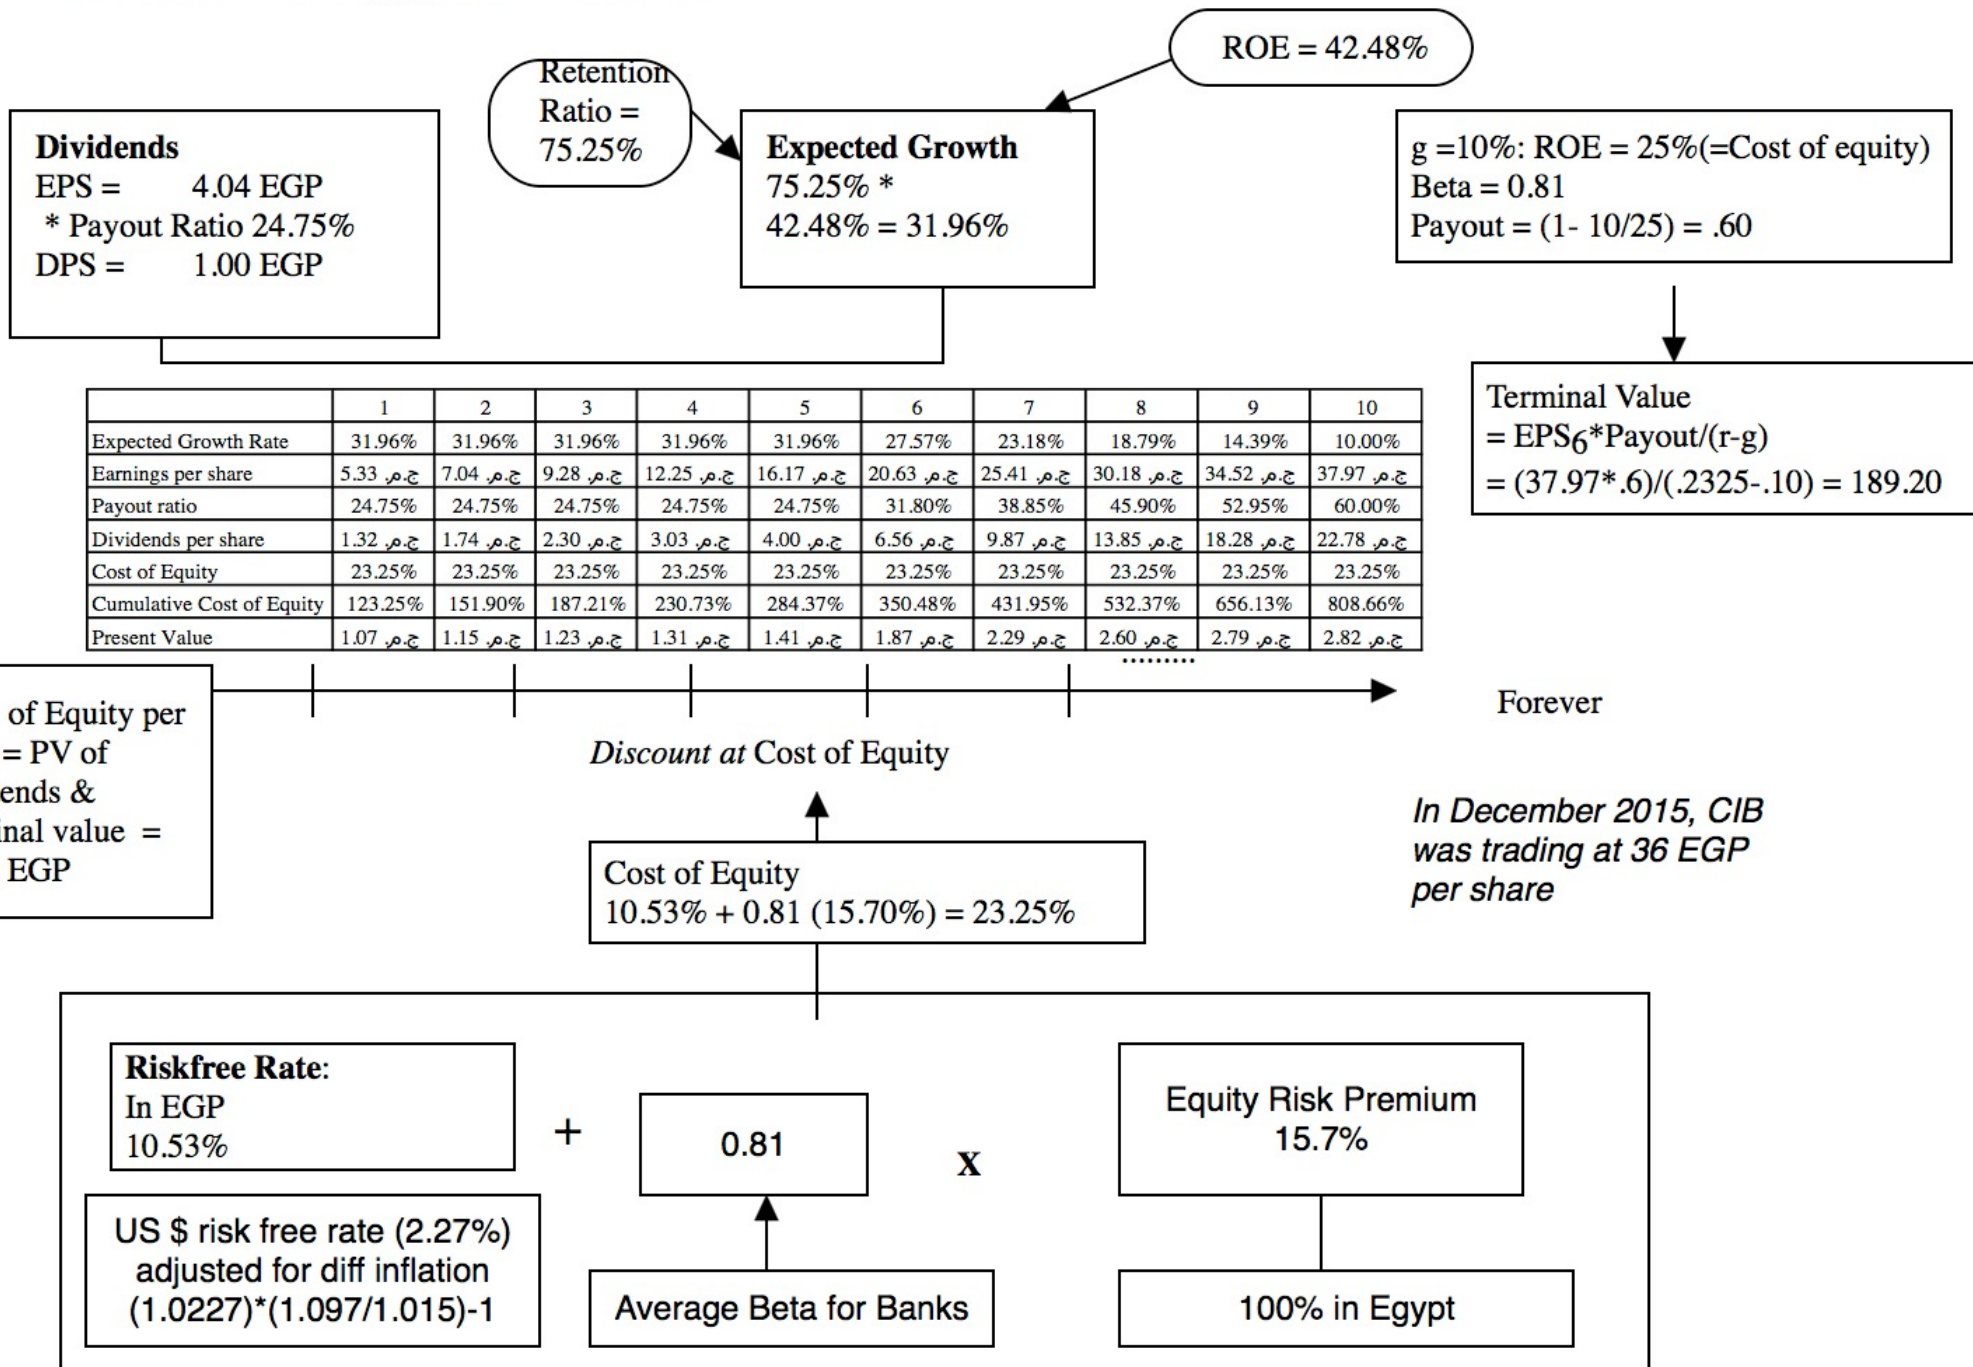 ROE = 42.48%
Retention
Ratio =
75.25%
Dividends
EPS = 4.04 EGP
* Payout Ratio 24.75%
DPS = 1.00 EGP
Expected Growth
75.25% *
42.48% = 31.96%
g =10%: ROE = 25%(=Cost of equity)
Beta = 0.81
Payout = (1- 10/25) = .60
Terminal Value
= EPS6*Payout/(r-g)
= (37.97*.6)/(.2325-.10) = 189.20
1 2 3 4 5 6 7 8 9 10
Expected Growth Rate 31.96% 31.96% 31.96% 31.96% 31.96% 27.57% 23.18% 18.79% 14.39% 10.00%
Earnings per share 5.33 ج.م. 7.04 ج.م. 9.28 ج.م. 12.25 ج.م. 16.17 ج.م. 20.63 ج.م. 25.41 ج.م. 30.18 ج.م. 34.52 ج.م. 37.97 ج.م.
Payout ratio 24.75% 24.75% 24.75% 24.75% 24.75% 31.80% 38.85% 45.90% 52.95% 60.00%
Dividends per share 1.32 ج.م. 1.74 ج.م. 2.30 ج.م. 3.03 ج.م. 4.00 ج.م. 6.56 ج.م. 9.87 ج.م. 13.85 ج.م. 18.28 ج.م. 22.78 ج.م.
Cost of Equity 23.25% 23.25% 23.25% 23.25% 23.25% 23.25% 23.25% 23.25% 23.25% 23.25%
Cumulative Cost of Equity 123.25% 151.90% 187.21% 230.73% 284.37% 350.48% 431.95% 532.37% 656.13% 808.66%
Present Value 1.07 ج.م. 1.15 ج.م. 1.23 ج.م. 1.31 ج.م. 1.41 ج.م. 1.87 ج.م. 2.29 ج.م. 2.60 ج.م. 2.79 ج.م. 2.82 ج.م.
.........
of Equity per
= PV of
ends &
inal value =
EGP
Forever
Discount at Cost of Equity
In December 2015, CIB
was trading at 36 EGP
per share
Cost of Equity
10.53% + 0.81 (15.70%) = 23.25%
Riskfree Rate:
In EGP
10.53%
+
0.81
X
Equity Risk Premium
15.7%
US $ risk free rate (2.27%)
adjusted for diff inflation
(1.0227)*(1.097/1.015)-1
Average Beta for Banks
100% in Egypt